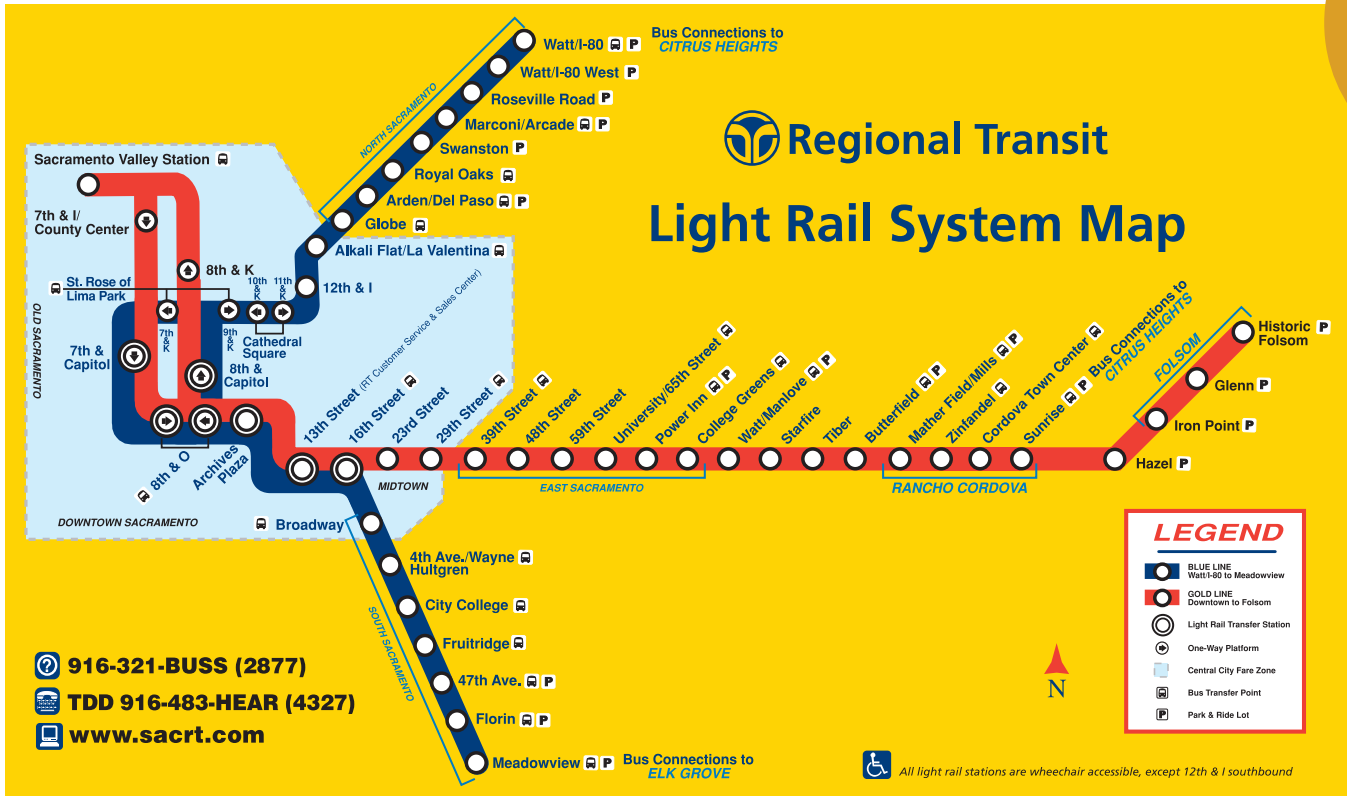 Regional Transit
Light Rail System Map
Watt/I-80
P
Bus Connections to
CITRUS HEIGHTS
Watt/I-80 West P
Roseville Road P
Marconi/Arcade P
Swanston P
Royal Oaks
Arden/Del Paso P
Globe
NORTH SACRAMENTO
Alkali Flat/La Valentina
12th & I
Sacramento Valley Station
7th & I/
County Center
8th & K
St. Rose of
Lima Park
10th
&
K
11th
&
K
7th
&
K
9th
&
K
Cathedral
Square
OLD SACRAMENTO
7th &
Capitol
8th &
Capitol
8th & O
Archives
Plaza
DOWNTOWN SACRAMENTO
13th Street (RT Customer Service & Sales Center)
16th Street
23rd Street
29th Street
MIDTOWN
39th Street
48th Street
59th Street
University/65th Street
Power Inn P
College Greens
EAST SACRAMENTO
Watt/Manlove P
Starfire
Tiber
Butterfield P
Mather Field/Mills P
Zinfandel
Cordova Town Center
Sunrise P
Bus Connections to
CITRUS HEIGHTS
RANCHO CORDOVA
Hazel P
Iron Point P
Glenn P
Historic
Folsom P
FOLSOM
Broadway
4th Ave./Wayne
Hultgren
City College
Fruitridge
47th Ave. P
Florin P
Meadowview P
Bus Connections to
ELK GROVE
SOUTH SACRAMENTO
916-321-BUSS (2877)
TDD 916-483-HEAR (4327)
www.sacrt.com
N
LEGEND
BLUE LINE
Watt/I-80 to Meadowview
GOLD LINE
Downtown to Folsom
Light Rail Transfer Station
One-Way Platform
Central City Fare Zone
Bus Transfer Point
P Park & Ride Lot
All light rail stations are wheechair accessible, except 12th & I southbound